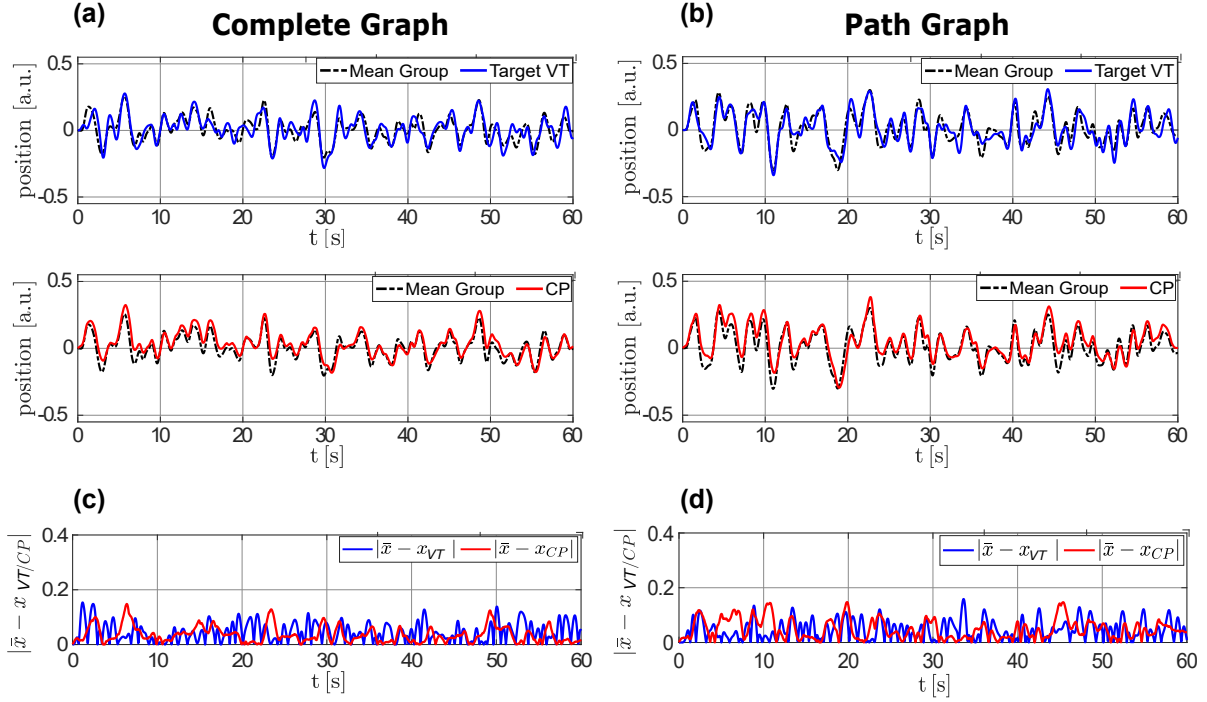 (a) Complete Graph
0.5
Mean Group Target VT
position [a.u.]
0
-0.5
0 10 20 30 40 50 60
t [s]
0.5
Mean Group CP
position [a.u.]
0
-0.5
0 10 20 30 40 50 60
t [s]
(c)
0.4
|x̄ − x_VT| |x̄ − x_CP|
|x̄ − x_VT/CP|
0.2
0
0 10 20 30 40 50 60
t [s]
(b) Path Graph
0.5
Mean Group Target VT
position [a.u.]
0
-0.5
0 10 20 30 40 50 60
t [s]
0.5
Mean Group CP
position [a.u.]
0
-0.5
0 10 20 30 40 50 60
t [s]
(d)
0.4
|x̄ − x_VT| |x̄ − x_CP|
|x̄ − x_VT/CP|
0.2
0
0 10 20 30 40 50 60
t [s]